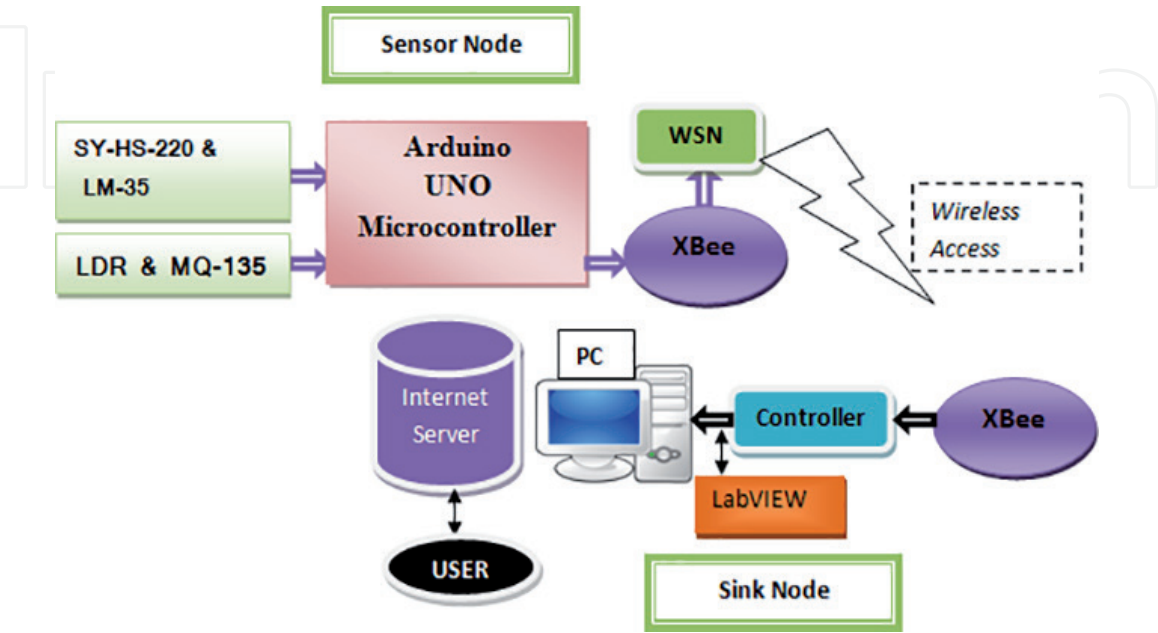 Sensor Node
SY-HS-220 &
LM-35
LDR & MQ-135
Arduino
UNO
Microcontroller
XBee
WSN
Wireless
Access
Internet
Server
PC
Controller
XBee
LabVIEW
USER
Sink Node